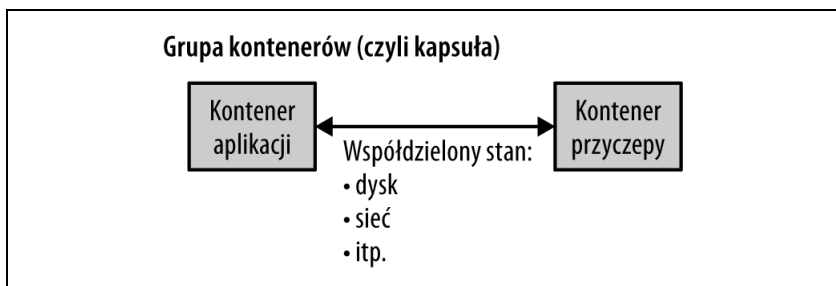 Grupa kontenerów (czyli kapsuła)
Kontener
aplikacji
Kontener
przyczepy
Współdzielony stan:
• dysk
• sieć
• itp.